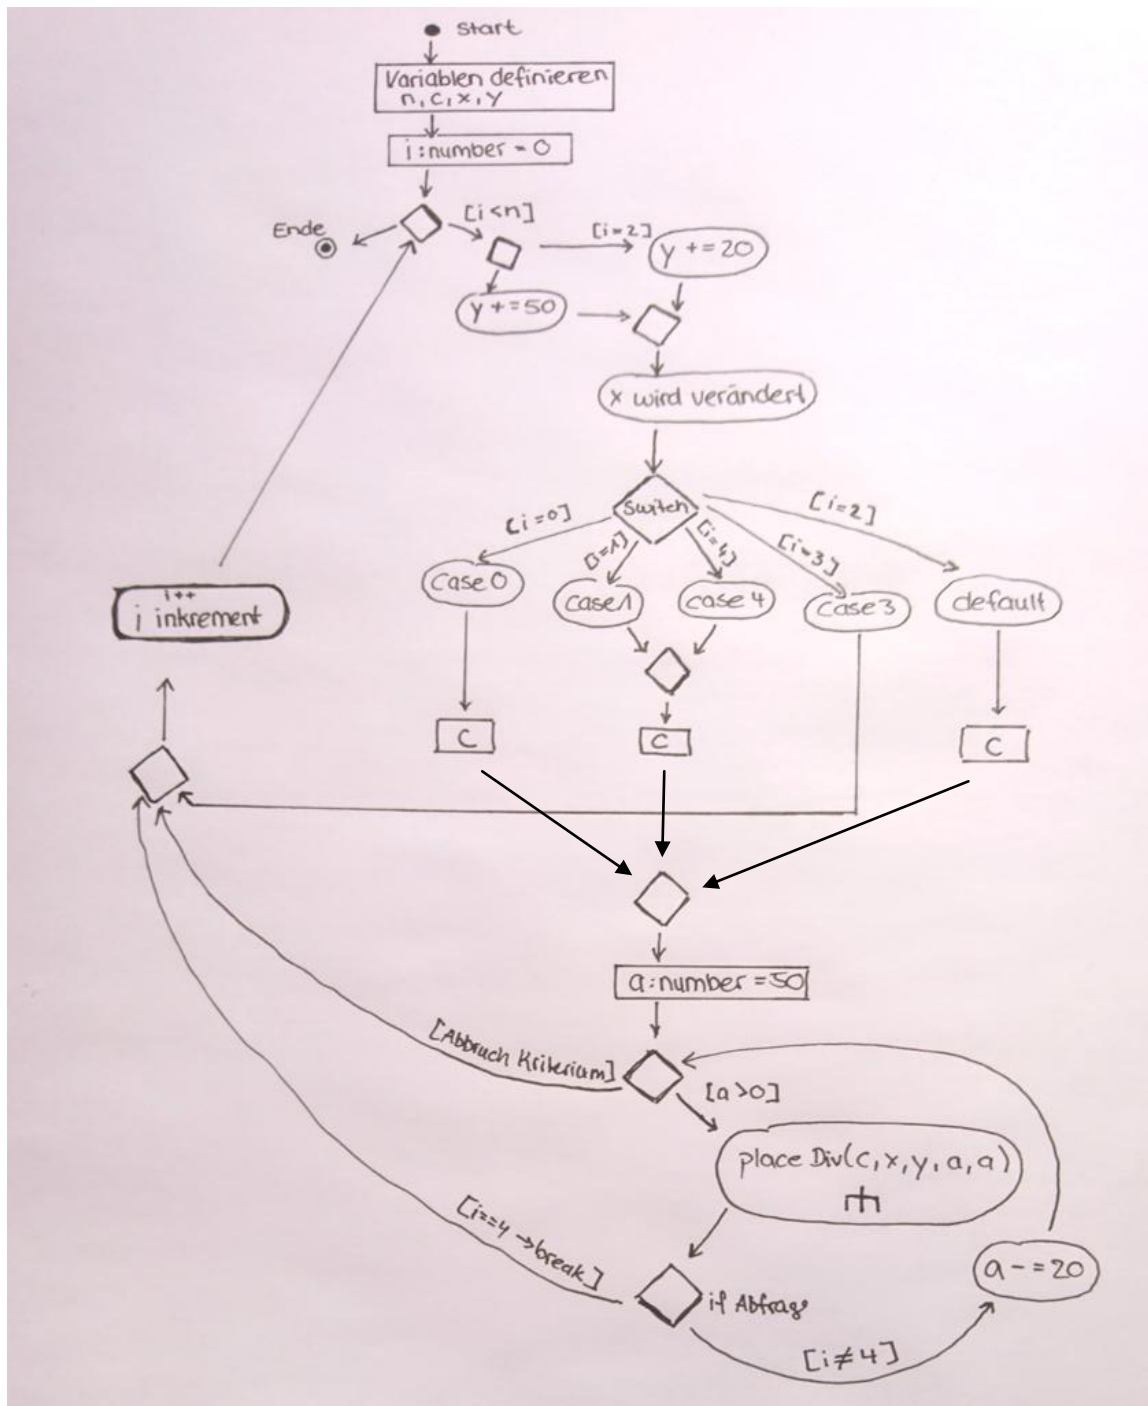 Start
Variablen definieren
n, c, x, y
i:number = 0
Ende
[i<n]
[i=2]
y += 20
y += 50
x wird verändert
Switch
[i=0]
[i=1]
[i=4]
[i=3]
[i=2]
case 0
case 1
case 4
case 3
default
i++
i inkrement
C
C
C
a:number = 50
[Abbruch Kriterium]
[a>0]
place Div(c, x, y, a, a)
[i==4 → break]
if Abfrage
a -= 20
[i≠4]